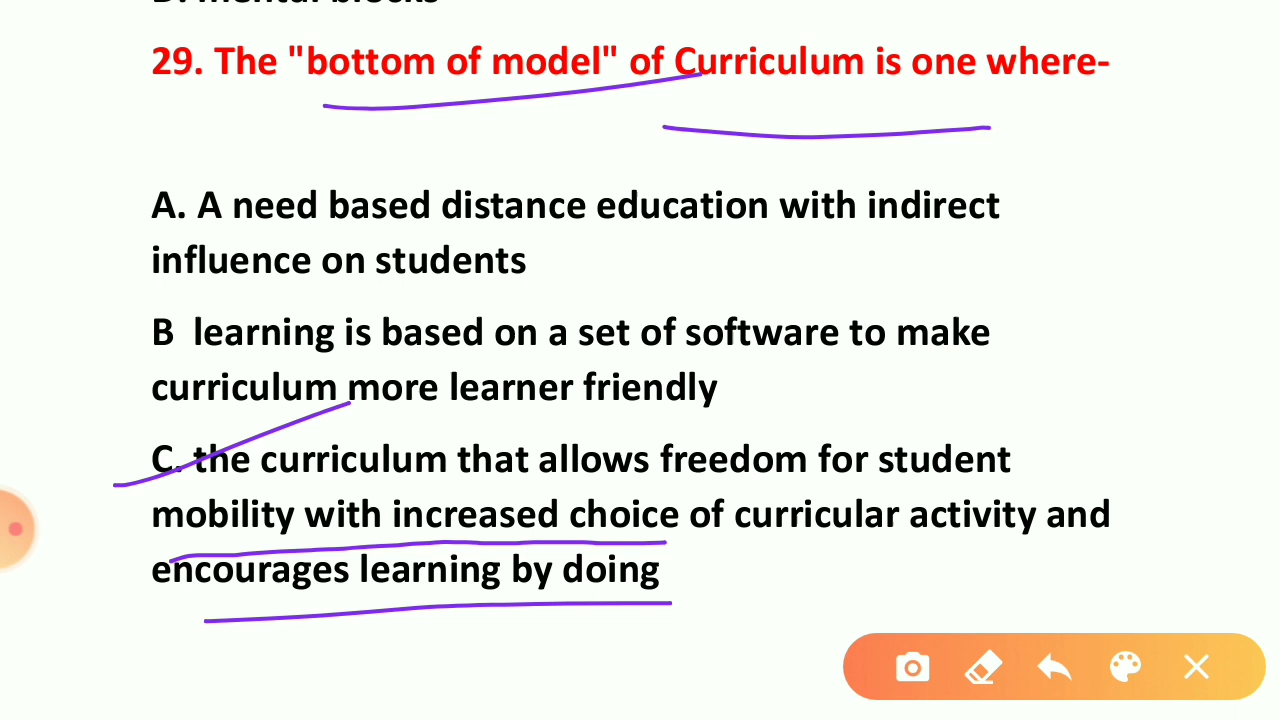 D. mental blocks
29. The "bottom of model" of Curriculum is one where-
A. A need based distance education with indirect
influence on students
B  learning is based on a set of software to make
curriculum more learner friendly
C. the curriculum that allows freedom for student
mobility with increased choice of curricular activity and
encourages learning by doing